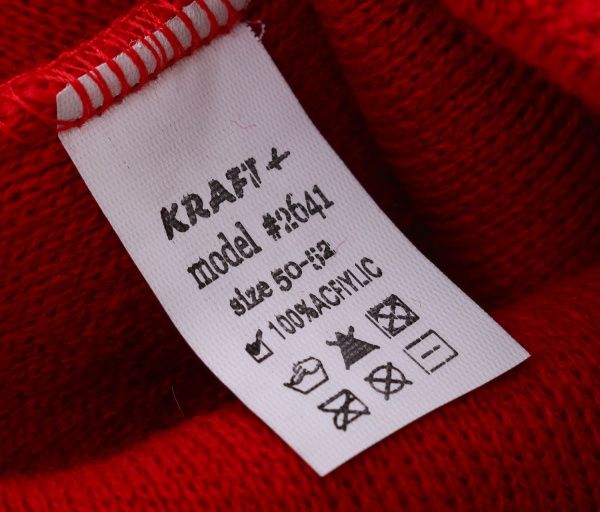 KRAFT+
model #2641
size 50-52
100%ACRYLIC